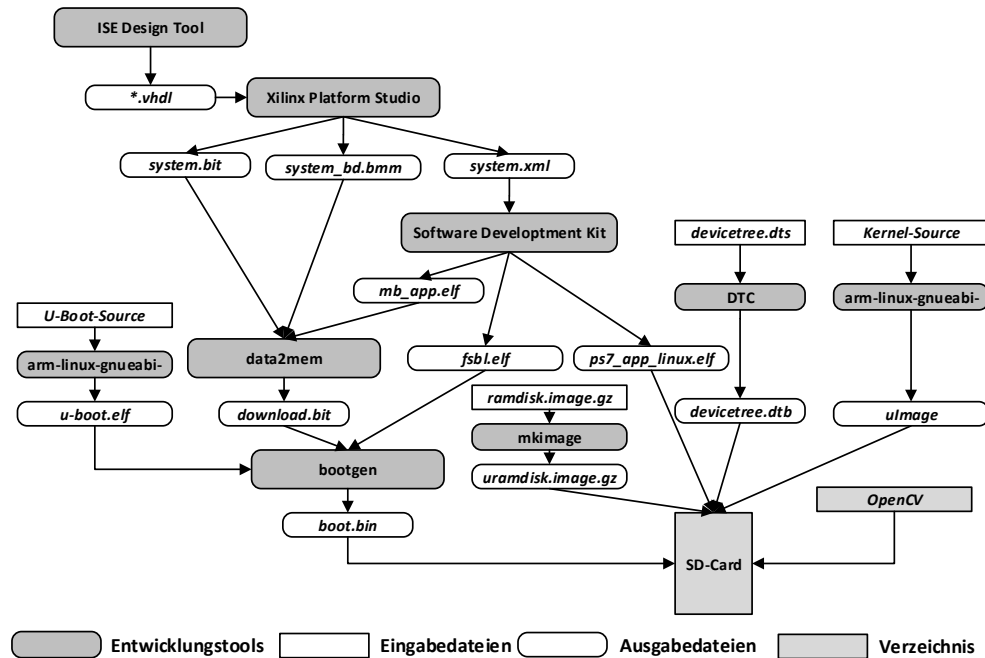 ISE Design Tool
*.vhdl
Xilinx Platform Studio
system.bit
system_bd.bmm
system.xml
Software Developtment Kit
devicetree.dts
Kernel-Source
mb_app.elf
DTC
arm-linux-gnueabi-
U-Boot-Source
arm-linux-gnueabi-
data2mem
fsbl.elf
ps7_app_linux.elf
ramdisk.image.gz
u-boot.elf
download.bit
devicetree.dtb
uImage
mkimage
bootgen
uramdisk.image.gz
OpenCV
boot.bin
SD-Card
Entwicklungstools
Eingabedateien
Ausgabedateien
Verzeichnis